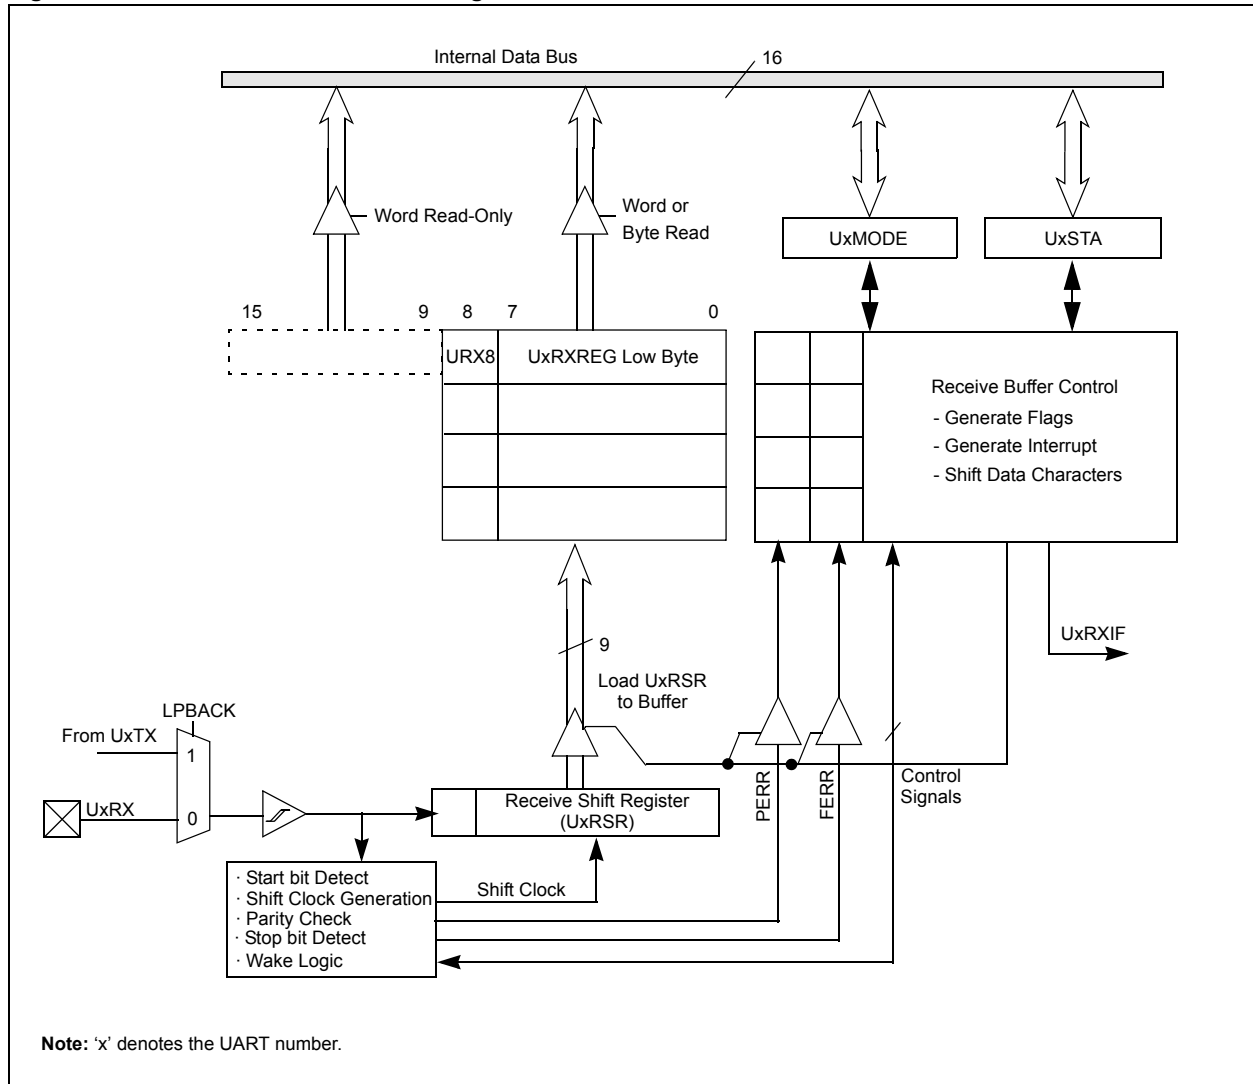 Internal Data Bus
16
Word Read-Only
Word or
Byte Read
UxMODE
UxSTA
15
9
8
7
0
URX8
UxRXREG Low Byte
Receive Buffer Control
- Generate Flags
- Generate Interrupt
- Shift Data Characters
9
Load UxRSR
to Buffer
UxRXIF
LPBACK
From UxTX
1
UxRX
0
Receive Shift Register
(UxRSR)
PERR
FERR
Control
Signals
· Start bit Detect
· Shift Clock Generation
· Parity Check
· Stop bit Detect
· Wake Logic
Shift Clock
Note: ‘x’ denotes the UART number.